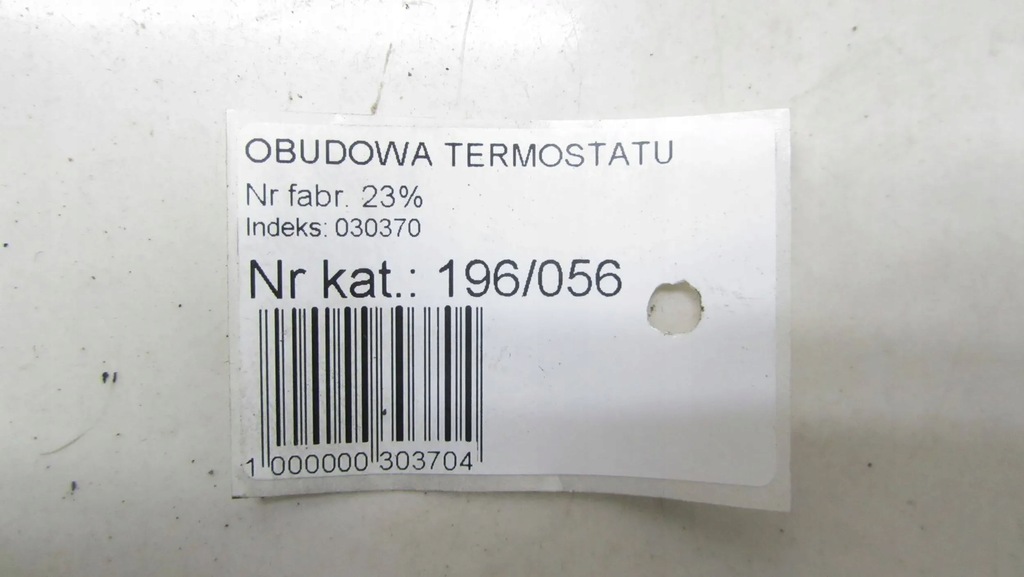 OBUDOWA TERMOSTATU
Nr fabr. 23%
Indeks: 030370
Nr kat.: 196/056
1 000000 303704